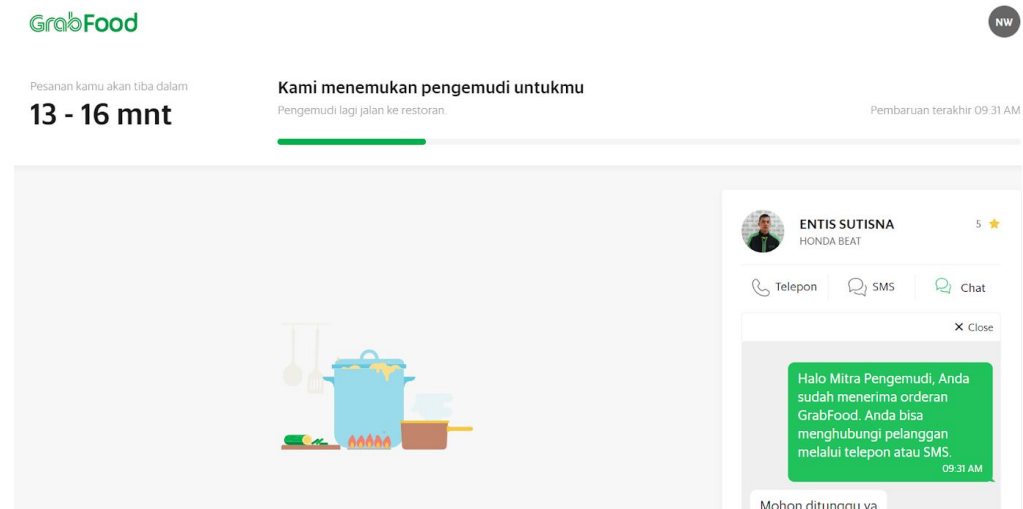 GrabFood
NW
Pesanan kamu akan tiba dalam
13 - 16 mnt
Kami menemukan pengemudi untukmu
Pengemudi lagi jalan ke restoran.
Pembaruan terakhir 09:31 AM
ENTIS SUTISNA
5
HONDA BEAT
Telepon
SMS
Chat
× Close
Halo Mitra Pengemudi, Anda
sudah menerima orderan
GrabFood. Anda bisa
menghubungi pelanggan
melalui telepon atau SMS.
09:31 AM
Mohon ditunggu ya